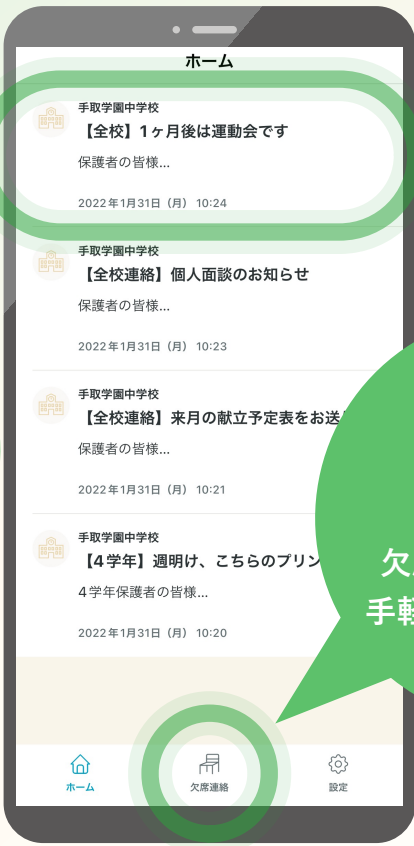 ホーム
手取学園中学校
【全校】1ヶ月後は運動会です
保護者の皆様...
2022年1月31日（月） 10:24
手取学園中学校
【全校連絡】個人面談のお知らせ
保護者の皆様...
2022年1月31日（月） 10:23
手取学園中学校
【全校連絡】来月の献立予定表をお送
保護者の皆様...
2022年1月31日（月） 10:21
手取学園中学校
【4学年】週明け、こちらのプリン
4学年保護者の皆様...
2022年1月31日（月） 10:20
欠
手軽
ホーム
欠席連絡
設定